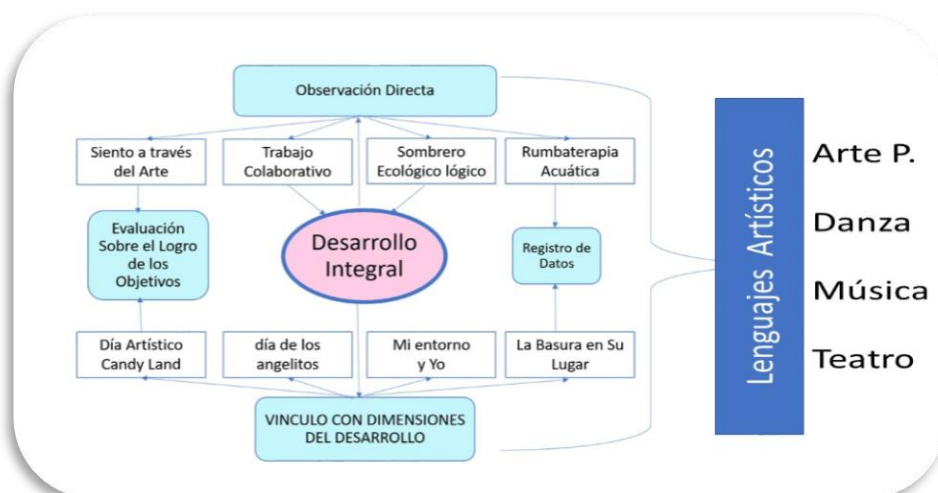 Observación Directa
Siento a través
del Arte
Trabajo
Colaborativo
Sombrero
Ecológico lógico
Rumbaterapia
Acuática
Evaluación
Sobre el Logro
de los
Objetivos
Desarrollo
Integral
Registro de
Datos
Día Artístico
Candy Land
día de los
angelitos
Mi entorno
y Yo
La Basura en Su
Lugar
VINCULO CON DIMENSIONES
DEL DESARROLLO
Lenguajes Artísticos
Arte P.
Danza
Música
Teatro